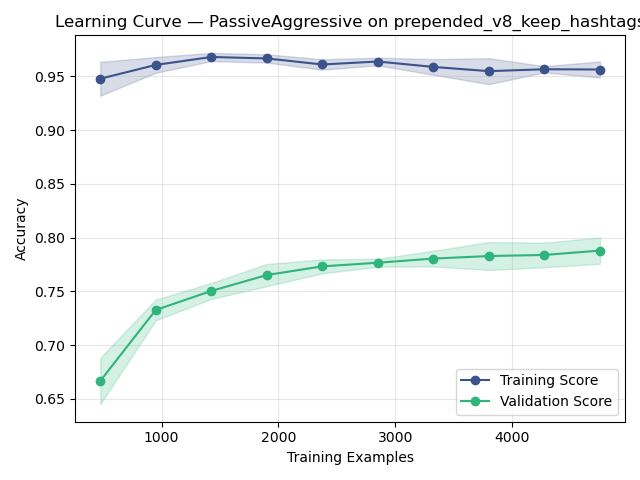 Learning Curve — PassiveAggressive on prepended_v8_keep_hashtags
0.95
0.90
0.85
0.80
0.75
0.70
0.65
Accuracy
Training Score
Validation Score
1000
2000
3000
4000
Training Examples